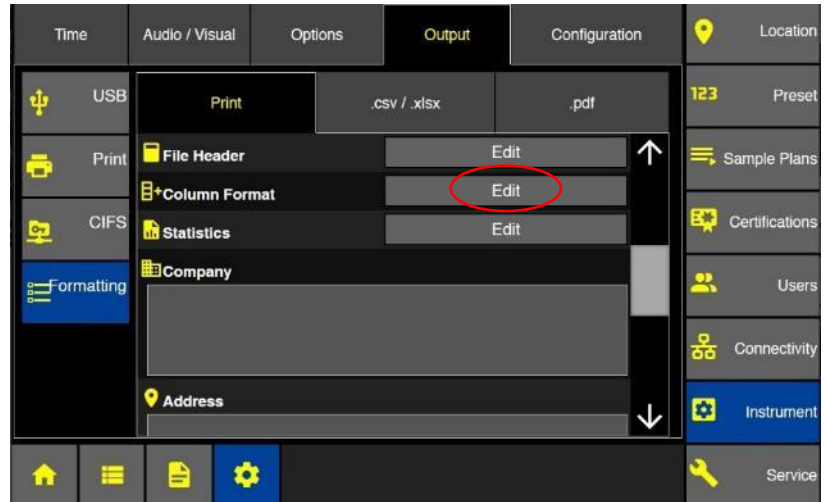 Time
Audio / Visual
Options
Output
Configuration
Location
USB
Print
.csv / .xlsx
.pdf
123
Preset
File Header
Edit
Print
Sample Plans
Column Format
Edit
CIFS
Statistics
Edit
Certifications
Company
Formatting
Users
Connectivity
Address
Instrument
Service